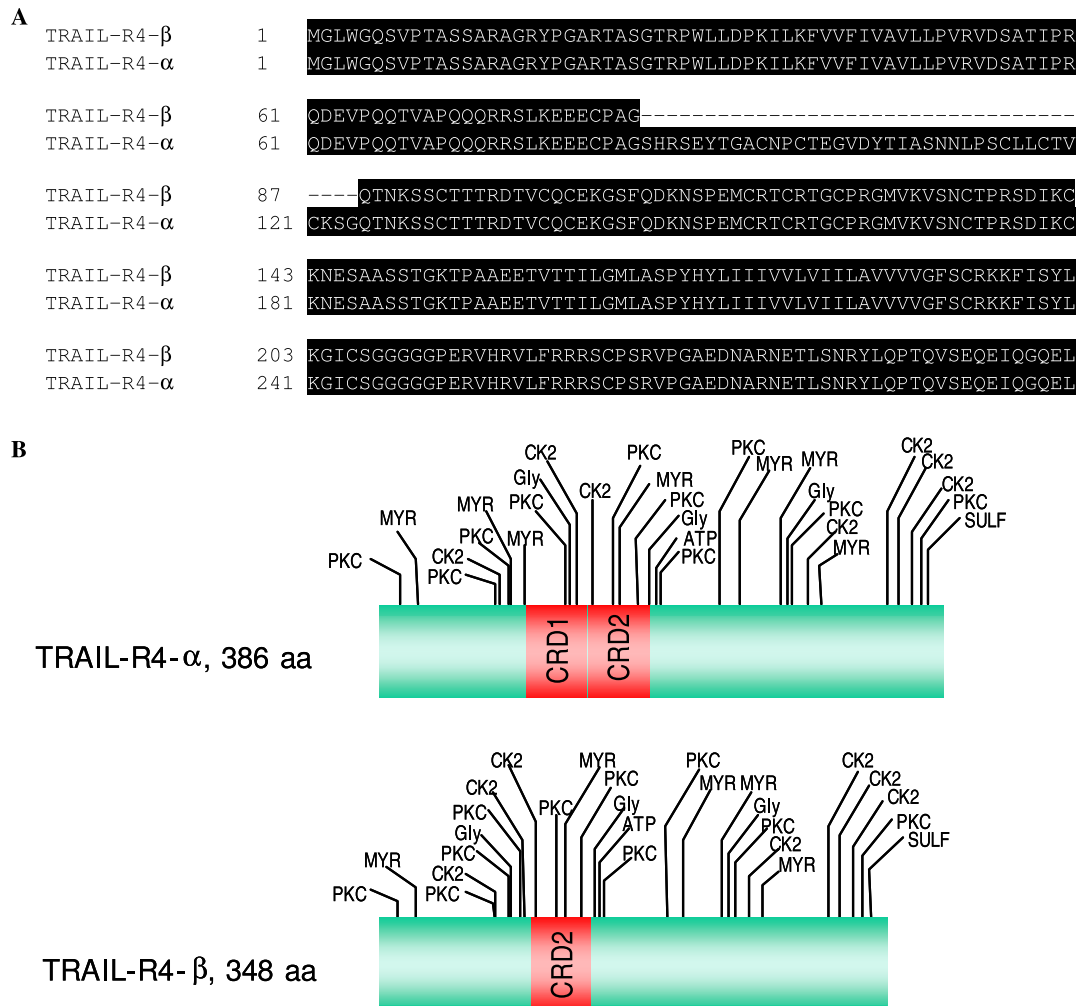 A
TRAIL-R4-β 1 MGLWGQSVPTASSARAGRYPGARTASGTRPWLLDPKILKFVVFIVAVLLPVRVDSATIPR
TRAIL-R4-α 1 MGLWGQSVPTASSARAGRYPGARTASGTRPWLLDPKILKFVVFIVAVLLPVRVDSATIPR
TRAIL-R4-β 61 QDEVPQQTVAPQQQRRSLKEEECPAG----------------------------------
TRAIL-R4-α 61 QDEVPQQTVAPQQQRRSLKEEECPAGSHRSEYTGACNPCTEGVDYTIASNNLPSCLLCTV
TRAIL-R4-β 87 ----QTNKSSCTTTRDTVCQCEKGSFQDKNSPEMCRTCRTGCPRGMVKVSNCTPRSDIKC
TRAIL-R4-α 121 CKSGQTNKSSCTTTRDTVCQCEKGSFQDKNSPEMCRTCRTGCPRGMVKVSNCTPRSDIKC
TRAIL-R4-β 143 KNESAASSTGKTPAAEETVTTILGMLASPYHYLIIIVVLVIILAVVVVGFSCRKKFISYL
TRAIL-R4-α 181 KNESAASSTGKTPAAEETVTTILGMLASPYHYLIIIVVLVIILAVVVVGFSCRKKFISYL
TRAIL-R4-β 203 KGICSGGGGGPERVHRVLFRRRSCPSRVPGAEDNARNETLSNRYLQPTQVSEQEIQGQEL
TRAIL-R4-α 241 KGICSGGGGGPERVHRVLFRRRSCPSRVPGAEDNARNETLSNRYLQPTQVSEQEIQGQEL
B
PKC
MYR
PKC
CK2
PKC
MYR
MYR
PKC
Gly
CK2
CK2
PKC
MYR
PKC
Gly
ATP
PKC
PKC
MYR
MYR
Gly
PKC
CK2
MYR
CK2
CK2
CK2
PKC
SULF
CRD1
CRD2
TRAIL-R4-α, 386 aa
PKC
MYR
PKC
CK2
PKC
Gly
PKC
CK2
CK2
PKC
MYR
PKC
Gly
ATP
PKC
PKC
MYR
MYR
Gly
PKC
CK2
MYR
CK2
CK2
CK2
PKC
SULF
CRD2
TRAIL-R4-β, 348 aa